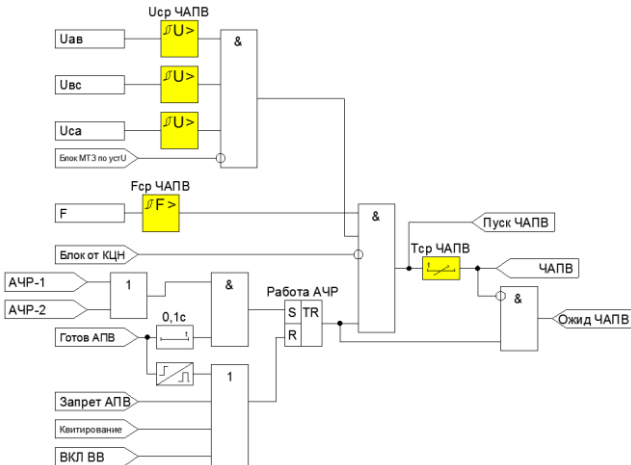 Uср ЧАПВ
Uав
U>
&
Uвс
U>
Uса
U>
Блок МТЗ по устU
Fср ЧАПВ
F
F>
&
Пуск ЧАПВ
Блок от КЦН
Тср ЧАПВ
t
ЧАПВ
АЧР-1
1
&
Работа АЧР
&
АЧР-2
0,1с
S TR
Ожид ЧАПВ
Готов АПВ
t
R
1
Запрет АПВ
Квитирование
ВКЛ ВВ